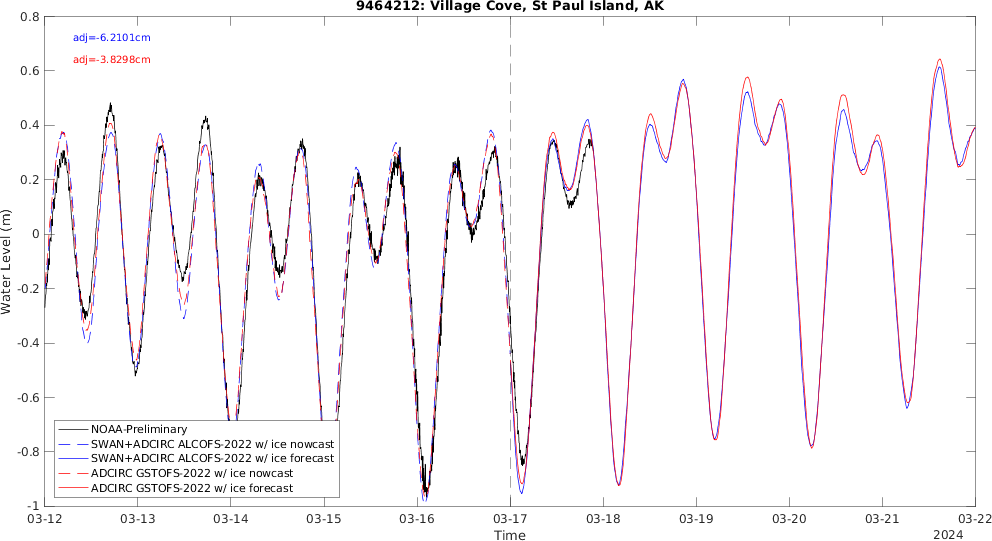 9464212: Village Cove, St Paul Island, AK
adj=-6.2101cm
adj=-3.8298cm
0.8
0.6
0.4
0.2
0
-0.2
-0.4
-0.6
-0.8
-1
Water Level (m)
NOAA-Preliminary
SWAN+ADCIRC ALCOFS-2022 w/ ice nowcast
SWAN+ADCIRC ALCOFS-2022 w/ ice forecast
ADCIRC GSTOFS-2022 w/ ice nowcast
ADCIRC GSTOFS-2022 w/ ice forecast
03-12 03-13 03-14 03-15 03-16 03-17 03-18 03-19 03-20 03-21 03-22
Time
2024